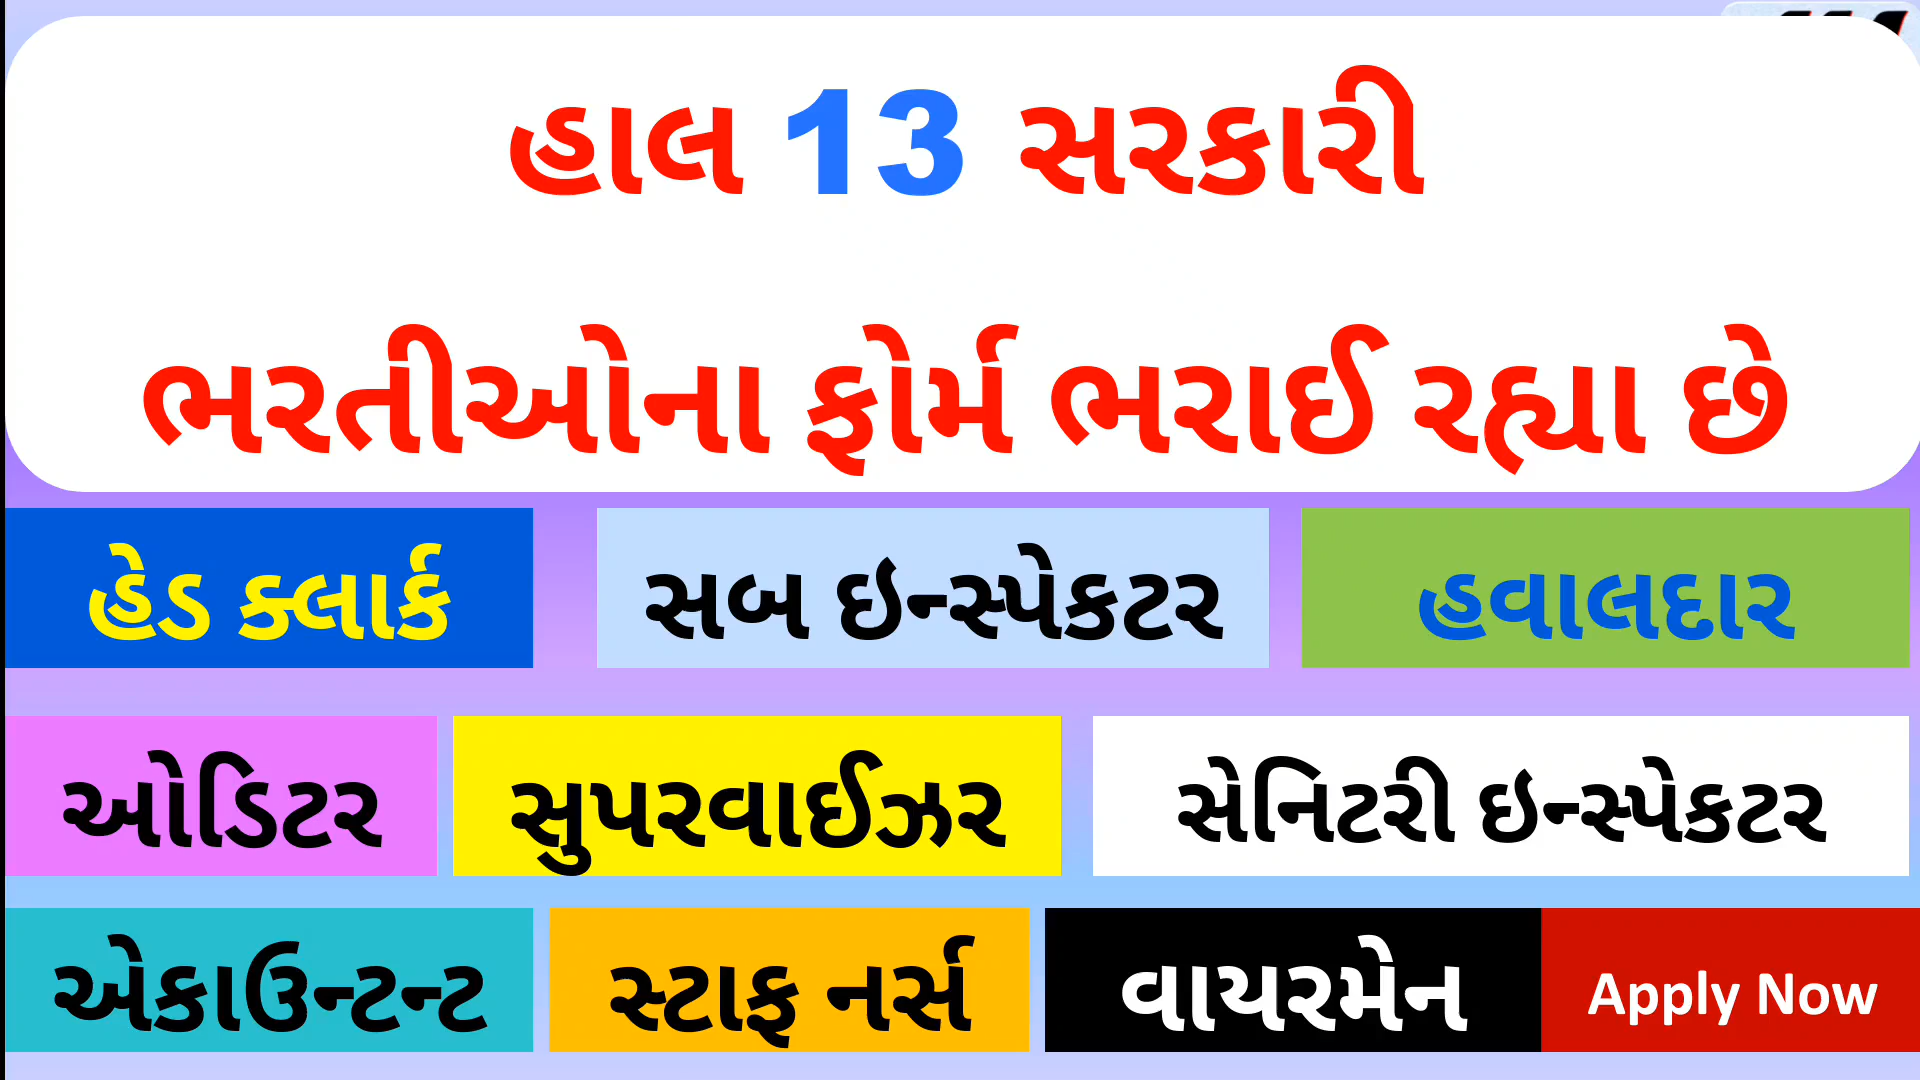 હાલ 13 સરકારી
ભરતીઓના ફોર્મ ભરાઈ રહ્યા છે
હેડ ક્લાર્ક
સબ ઇન્સ્પેકટર
હવાલદાર
ઓડિટર
સુપરવાઈઝર
સેનિટરી ઇન્સ્પેકટર
એકાઉન્ટન્ટ
સ્ટાફ નર્સ
વાયરમેન
Apply Now